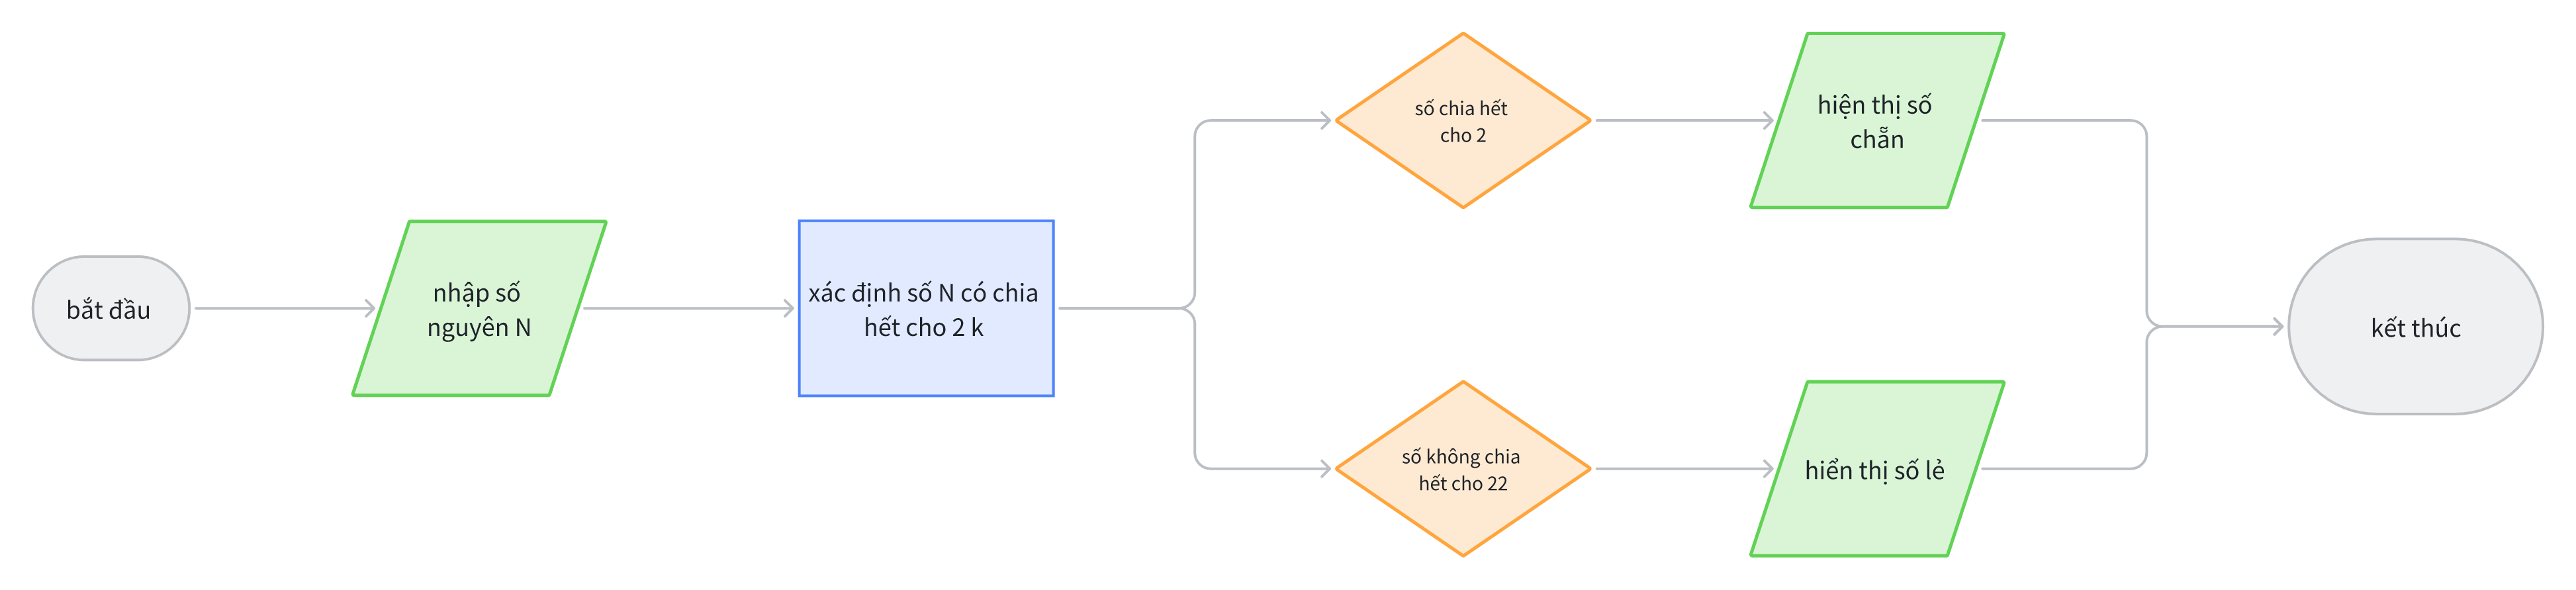 bắt đầu
nhập số
nguyên N
xác định số N có chia
hết cho 2 k
số chia hết
cho 2
hiện thị số
chẵn
số không chia
hết cho 22
hiển thị số lẻ
kết thúc